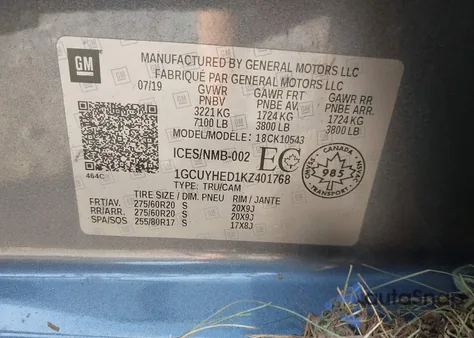 GM
MANUFACTURED BY GENERAL MOTORS LLC
FABRIQUÉ PAR GENERAL MOTORS LLC
07/19 GVWR GAWR FRT GAWR RR
PNBV PNBE AV. PNBE ARR.
3221 KG 1724 KG 1724 KG
7100 LB 3800 LB 3800 LB
MODEL/MODELE: 18CK10543
ICES/NMB-002 EC
CANADA
985
464C
1GCUYHED1KZ401768
TYPE: TRU/CAM
TIRE SIZE / DIM. PNEU RIM / JANTE
FRT/AV. 275/60R20 S 20X9J
RR/ARR. 275/60R20 S 20X9J
SPA/SOS 255/80R17 S 17X8J
AutoSnap